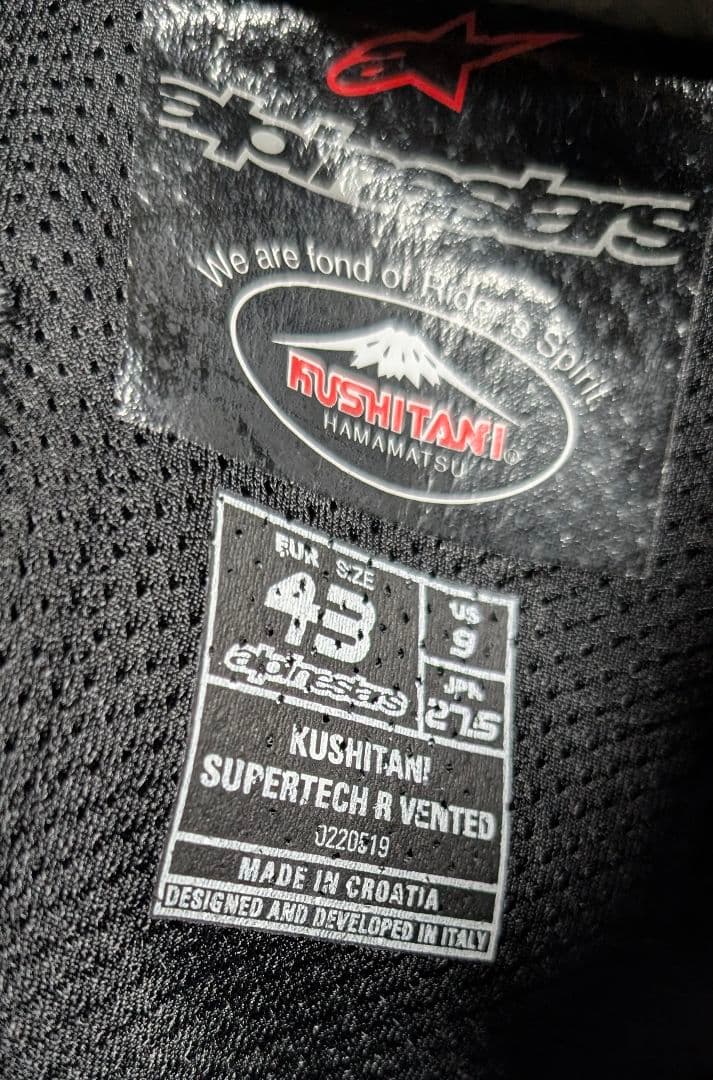 alpinestars
We are fond of Rider's Spirit
KUSHITANI®
HAMAMATSU
EUR SIZE
43
alpinestars
US
9
JPN
27.5
KUSHITANI
SUPERTECH R VENTED
0220519
MADE IN CROATIA
DESIGNED AND DEVELOPED IN ITALY